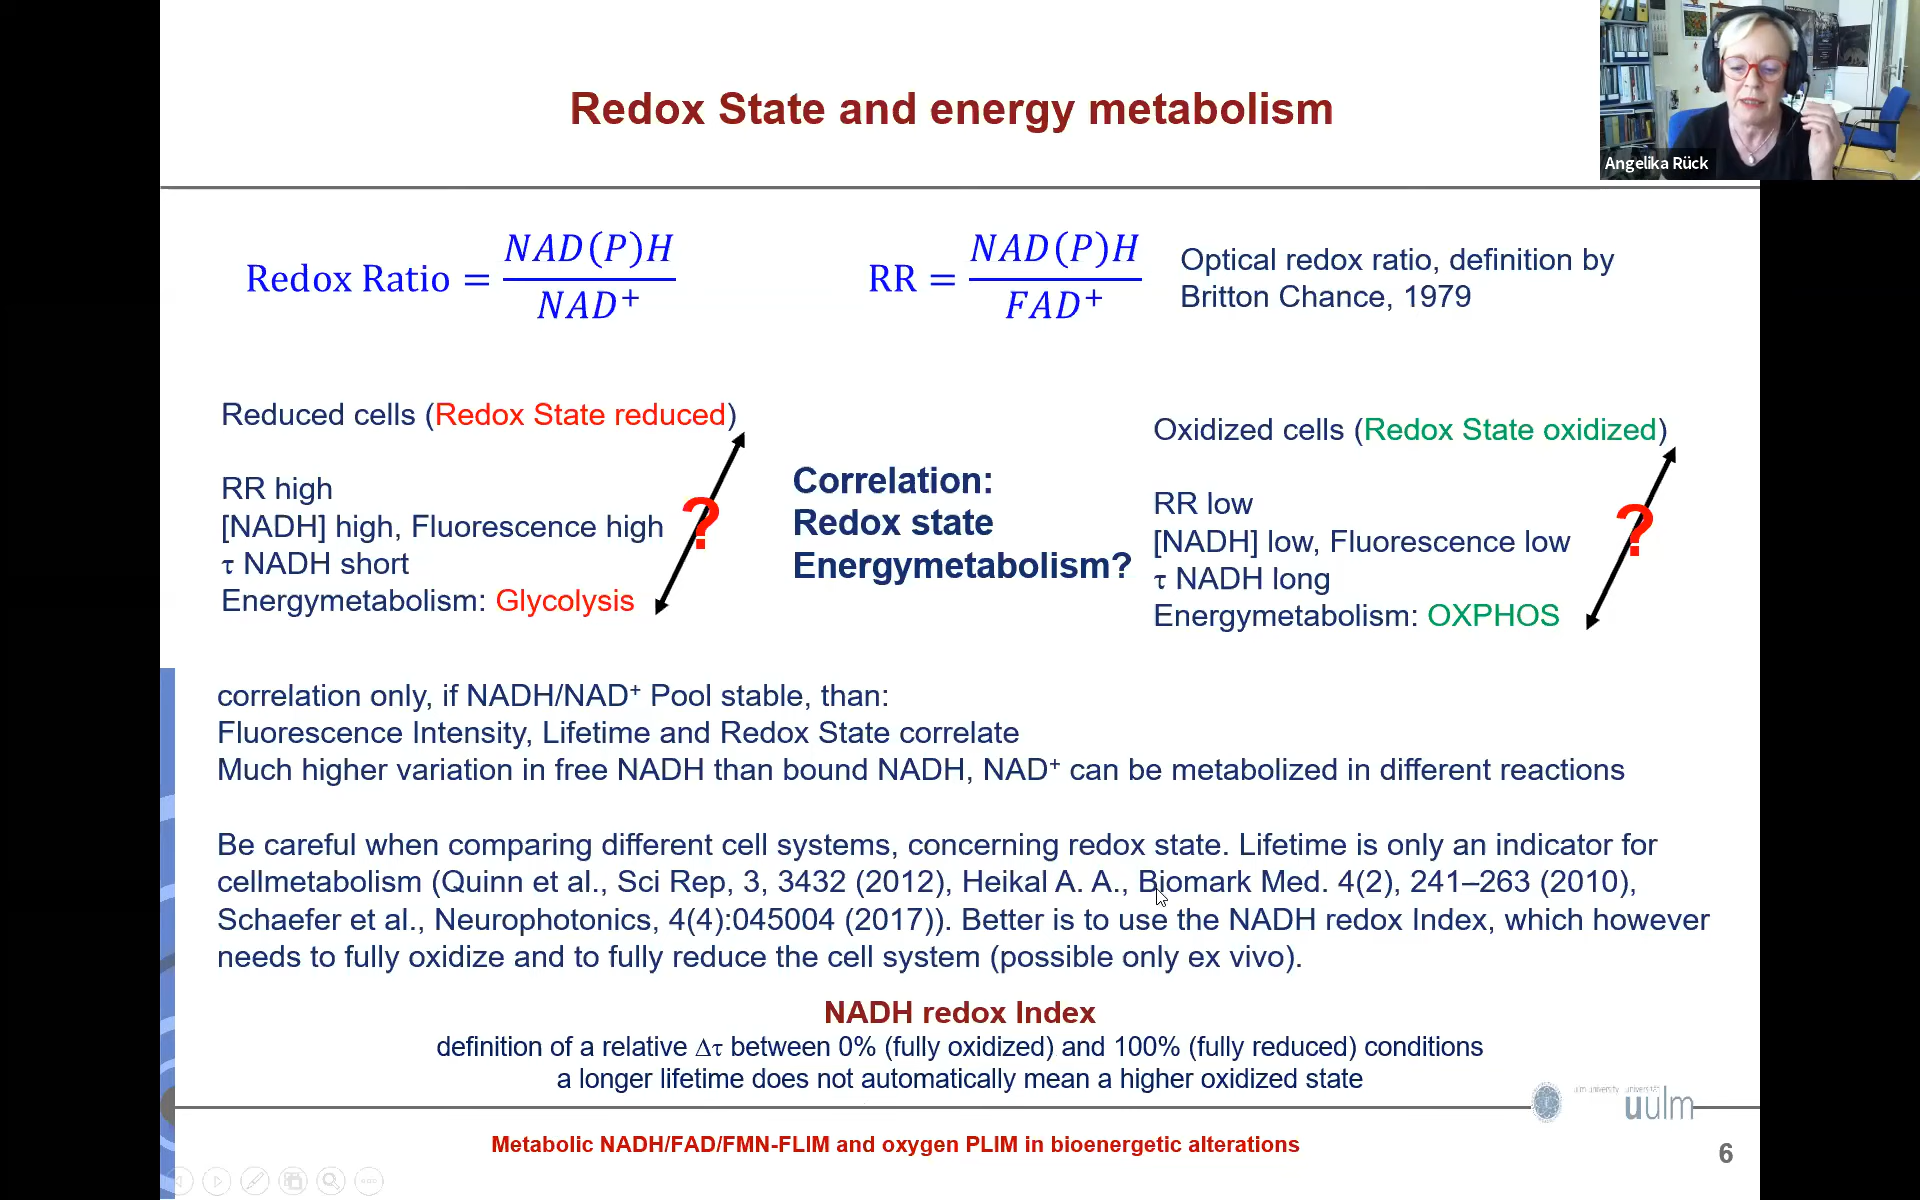 Redox State and energy metabolism
Angelika Rück
Redox Ratio = NAD(P)H / NAD⁺
RR = NAD(P)H / FAD⁺
Optical redox ratio, definition by
Britton Chance, 1979
Reduced cells (Redox State reduced)
RR high
[NADH] high, Fluorescence high
τ NADH short
Energymetabolism: Glycolysis
?
Correlation:
Redox state
Energymetabolism?
Oxidized cells (Redox State oxidized)
RR low
[NADH] low, Fluorescence low
τ NADH long
Energymetabolism: OXPHOS
?
correlation only, if NADH/NAD⁺ Pool stable, than:
Fluorescence Intensity, Lifetime and Redox State correlate
Much higher variation in free NADH than bound NADH, NAD⁺ can be metabolized in different reactions
Be careful when comparing different cell systems, concerning redox state. Lifetime is only an indicator for
cellmetabolism (Quinn et al., Sci Rep, 3, 3432 (2012), Heikal A. A., Biomark Med. 4(2), 241–263 (2010),
Schaefer et al., Neurophotonics, 4(4):045004 (2017)). Better is to use the NADH redox Index, which however
needs to fully oxidize and to fully reduce the cell system (possible only ex vivo).
NADH redox Index
definition of a relative Δτ between 0% (fully oxidized) and 100% (fully reduced) conditions
a longer lifetime does not automatically mean a higher oxidized state
ulm university universität
uulm
Metabolic NADH/FAD/FMN-FLIM and oxygen PLIM in bioenergetic alterations
6